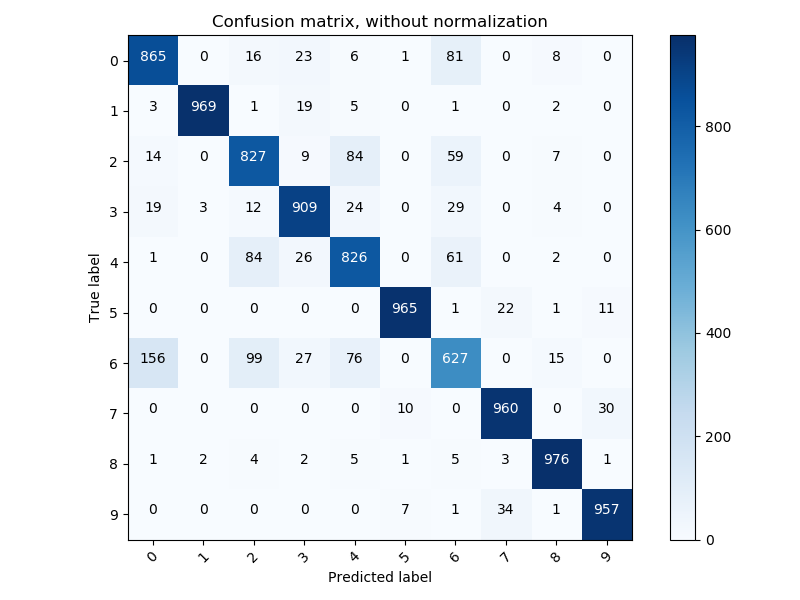 Confusion matrix, without normalization
0 865 0 16 23 6 1 81 0 8 0
1 3 969 1 19 5 0 1 0 2 0
2 14 0 827 9 84 0 59 0 7 0
3 19 3 12 909 24 0 29 0 4 0
4 1 0 84 26 826 0 61 0 2 0
5 0 0 0 0 0 965 1 22 1 11
6 156 0 99 27 76 0 627 0 15 0
7 0 0 0 0 0 10 0 960 0 30
8 1 2 4 2 5 1 5 3 976 1
9 0 0 0 0 0 7 1 34 1 957
0 1 2 3 4 5 6 7 8 9
Predicted label
True label
800
600
400
200
0